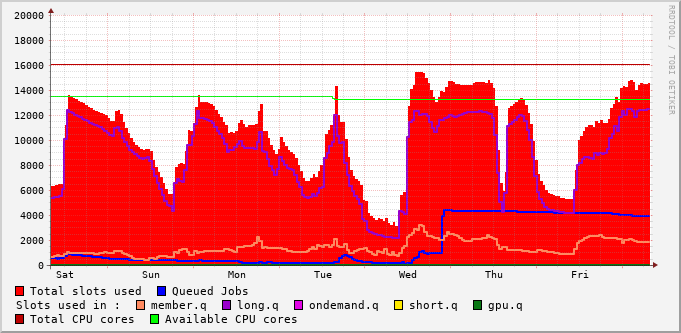 20000
18000
16000
14000
12000
10000
8000
6000
4000
2000
0
Sat Sun Mon Tue Wed Thu Fri
RRDTOOL / TOBI OETIKER
Total slots used Queued Jobs
Slots used in : member.q long.q ondemand.q short.q gpu.q
Total CPU cores Available CPU cores